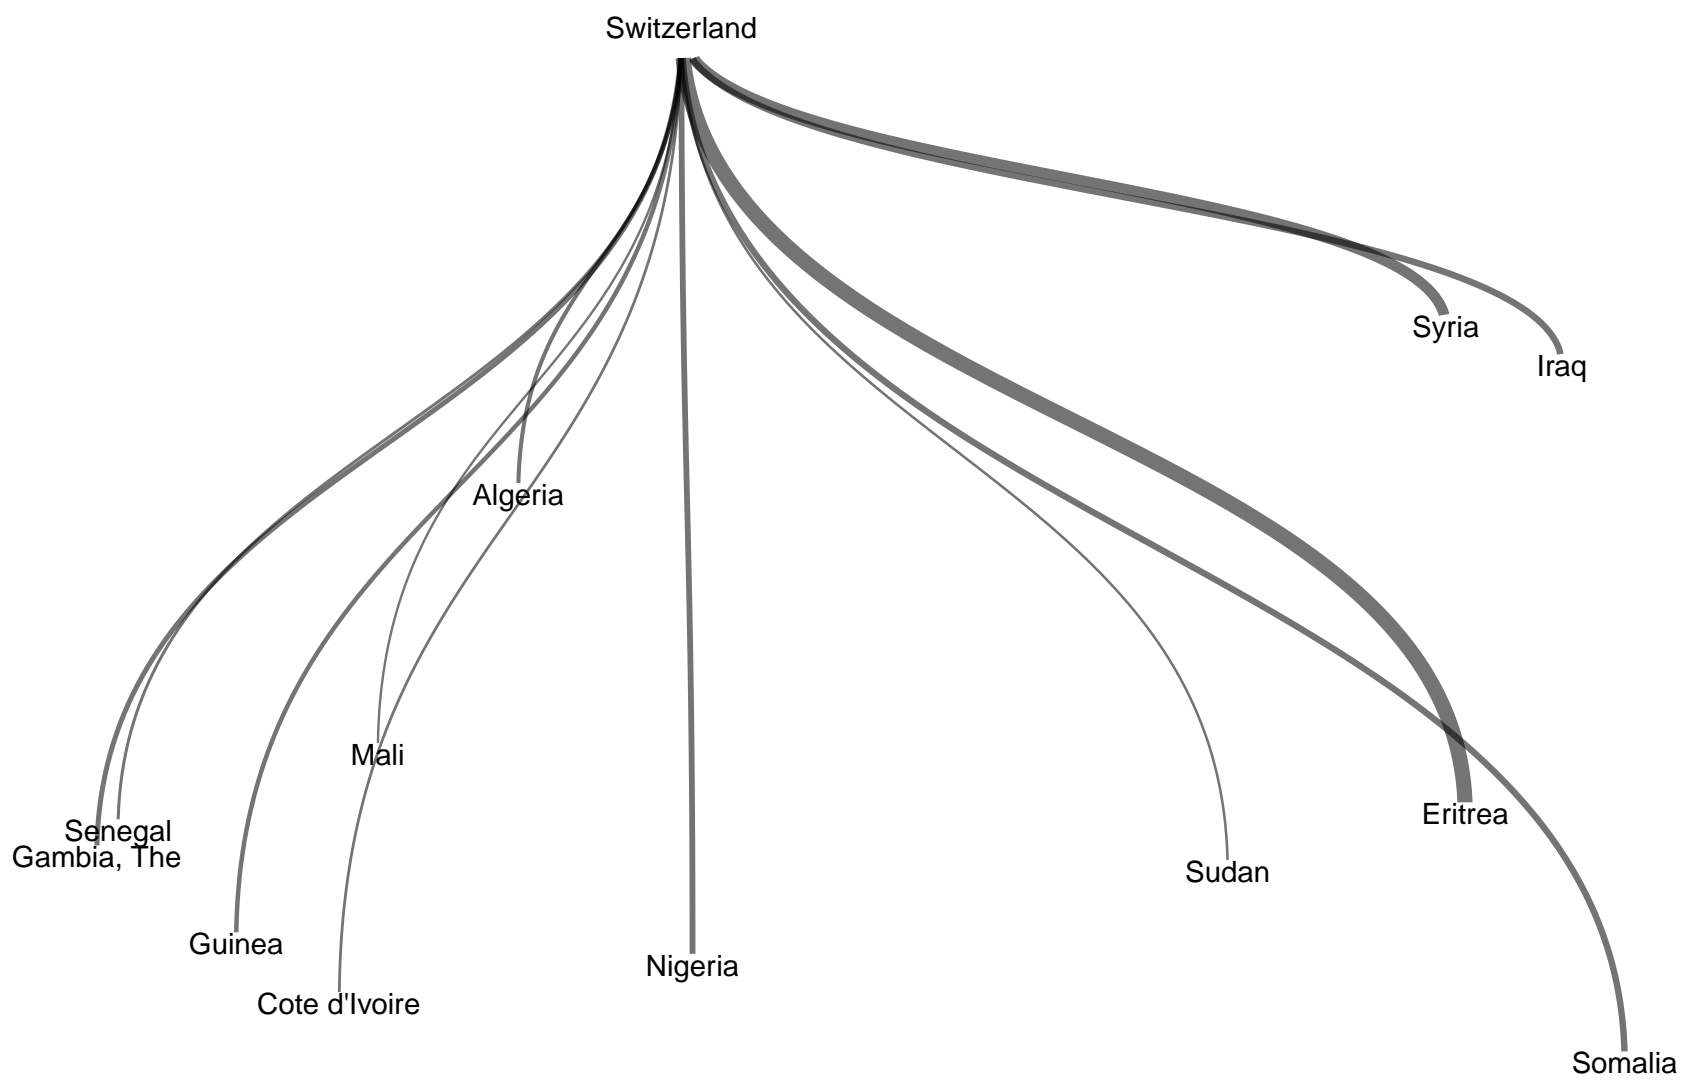 Switzerland
Syria
Iraq
Algeria
Mali
Eritrea
Senegal
Gambia, The
Sudan
Guinea
Nigeria
Cote d'Ivoire
Somalia